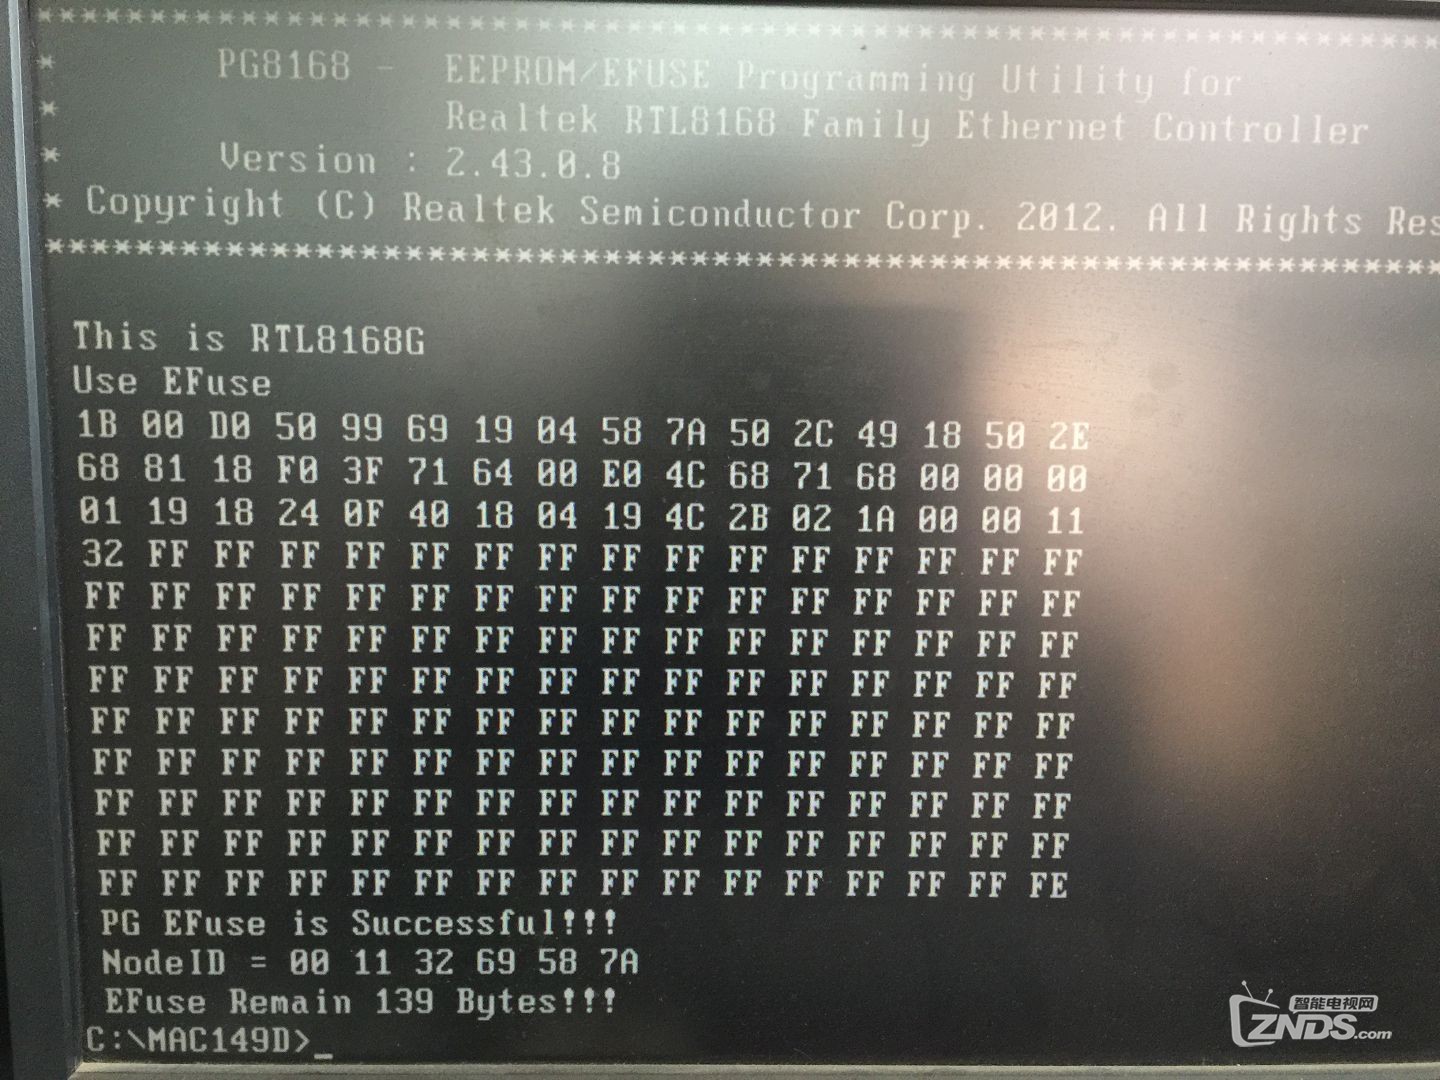 ************************************************************
* PG8168 - EEPROM/EFUSE Programming Utility for
* Realtek RTL8168 Family Ethernet Controller
* Version : 2.43.0.8
* Copyright (C) Realtek Semiconductor Corp. 2012. All Rights Res
****************************************************************
This is RTL8168G
Use EFuse
1B 00 D0 50 99 69 19 04 58 7A 50 2C 49 18 50 2E
68 81 18 F0 3F 71 64 00 E0 4C 68 71 68 00 00 00
01 19 18 24 0F 40 18 04 19 4C 2B 02 1A 00 00 11
32 FF FF FF FF FF FF FF FF FF FF FF FF FF FF FF
FF FF FF FF FF FF FF FF FF FF FF FF FF FF FF FF
FF FF FF FF FF FF FF FF FF FF FF FF FF FF FF FF
FF FF FF FF FF FF FF FF FF FF FF FF FF FF FF FF
FF FF FF FF FF FF FF FF FF FF FF FF FF FF FF FF
FF FF FF FF FF FF FF FF FF FF FF FF FF FF FF FF
FF FF FF FF FF FF FF FF FF FF FF FF FF FF FF FF
FF FF FF FF FF FF FF FF FF FF FF FF FF FF FF FF
FF FF FF FF FF FF FF FF FF FF FF FF FF FF FF FE
PG EFuse is Successful!!!
NodeID = 00 11 32 69 58 7A
EFuse Remain 139 Bytes!!!
C:\MAC149D>_
智能电视网
ZNDS.com